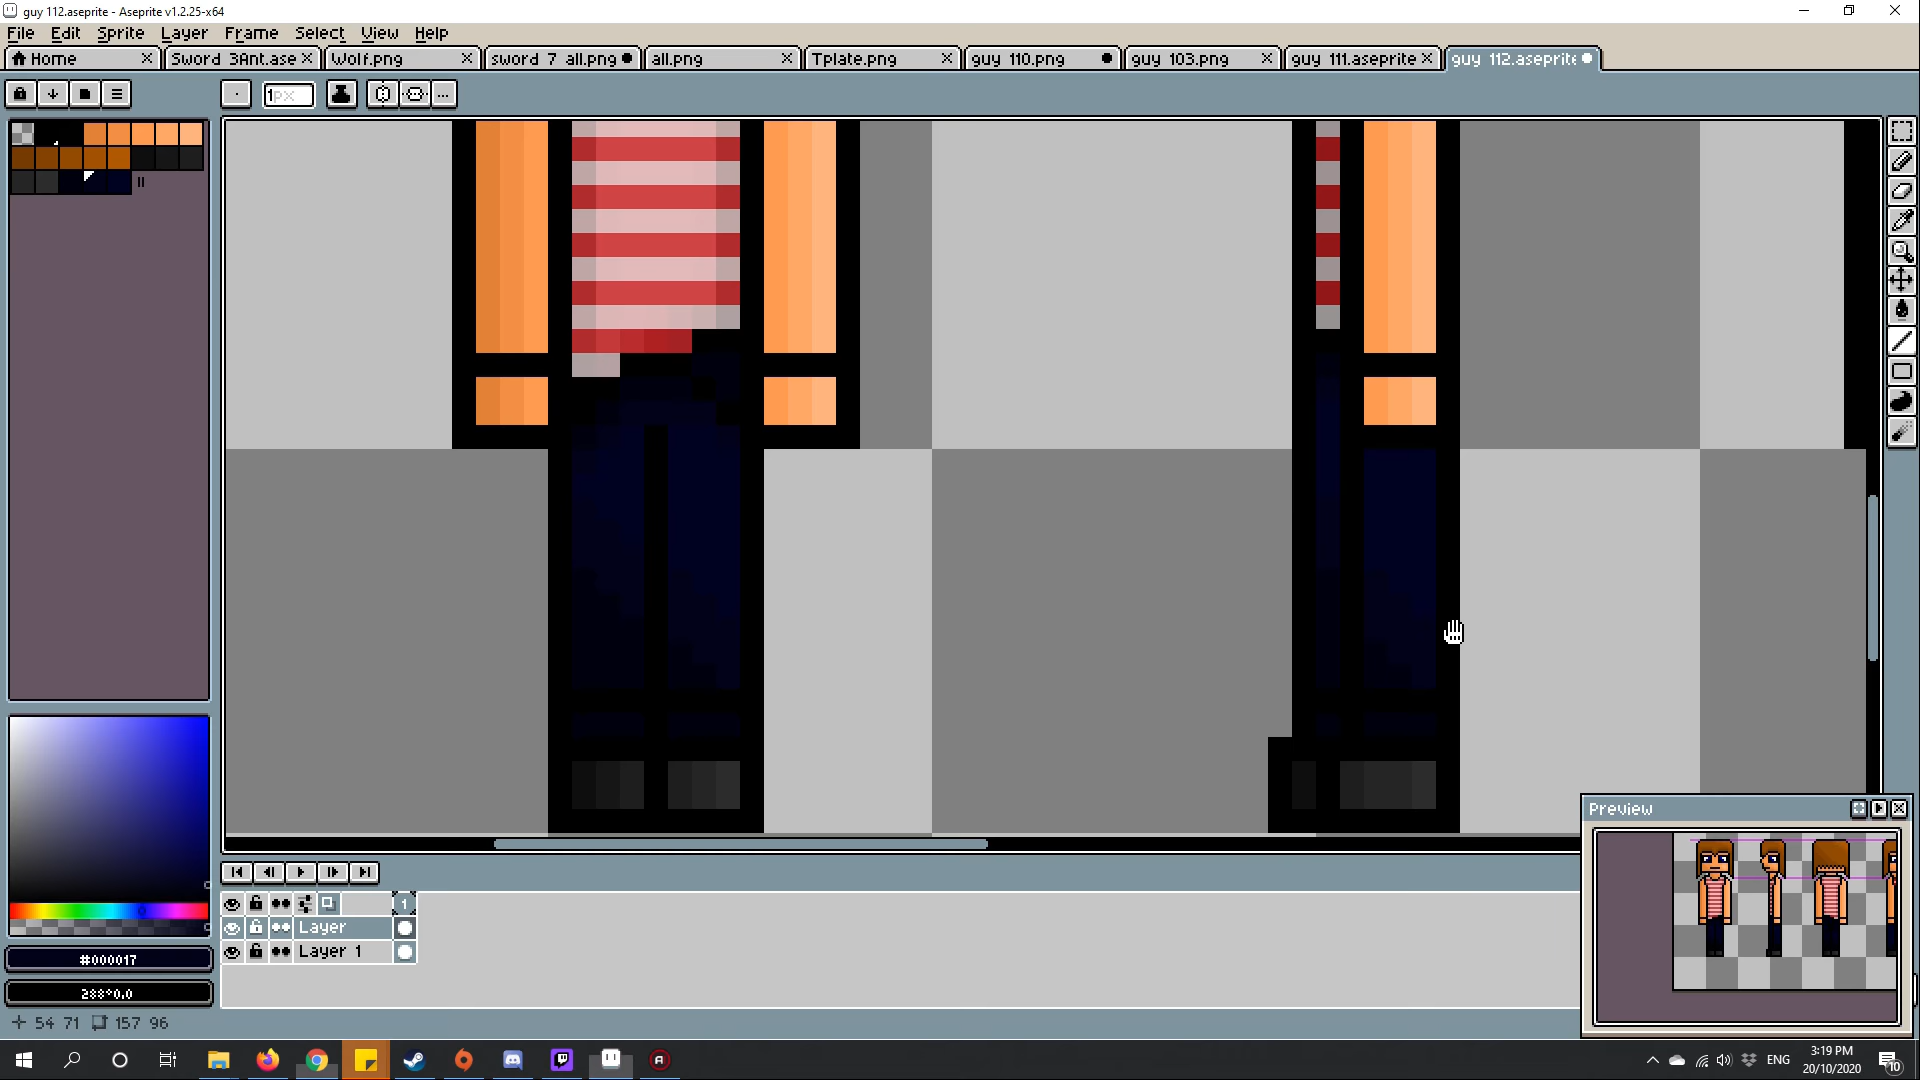 guy 112.aseprite - Aseprite v1.2.25-x64
File Edit Sprite Layer Frame Select View Help
Home Sword 3Ant.ase Wolf.png sword 7 all.png all.png Tplate.png guy 110.png guy 103.png guy 111.aseprite guy 112.aseprite
1px
Preview
1
Layer
Layer 1
#000017
54 71 157 96
ENG
3:19 PM
20/10/2020
10